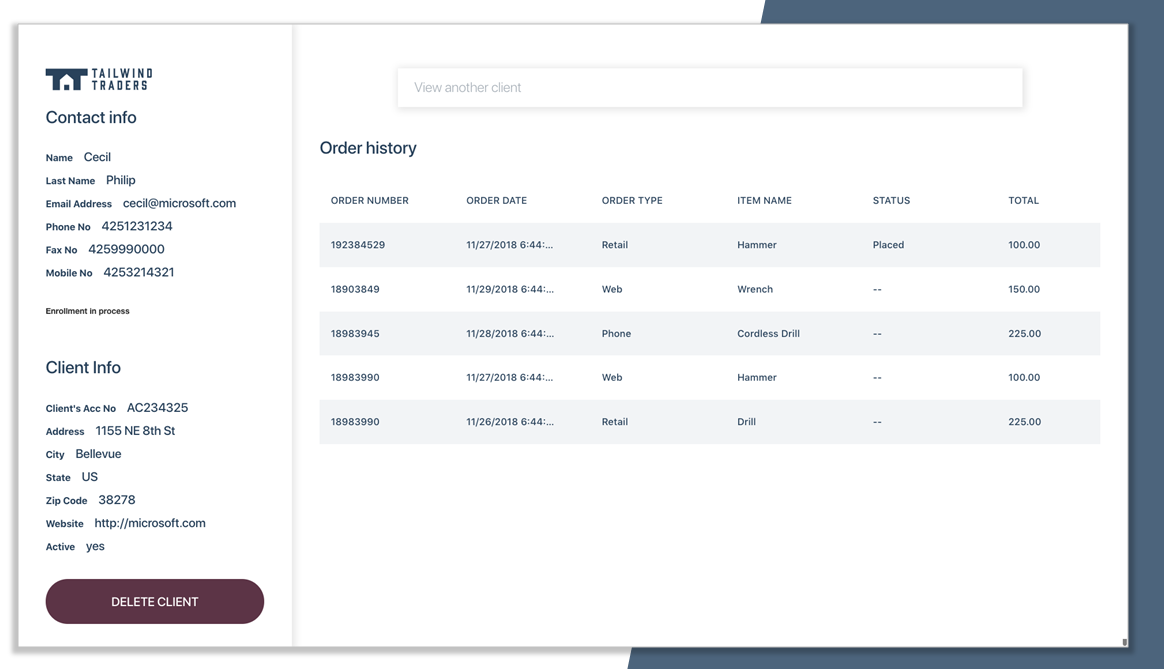 TAILWIND
TRADERS
Contact info
Name Cecil
Last Name Philip
Email Address cecil@microsoft.com
Phone No 4251231234
Fax No 4259990000
Mobile No 4253214321
Enrollment in process
Client Info
Client's Acc No AC234325
Address 1155 NE 8th St
City Bellevue
State US
Zip Code 38278
Website http://microsoft.com
Active yes
DELETE CLIENT
View another client
Order history
ORDER NUMBER ORDER DATE ORDER TYPE ITEM NAME STATUS TOTAL
192384529 11/27/2018 6:44:... Retail Hammer Placed 100.00
18903849 11/29/2018 6:44:... Web Wrench -- 150.00
18983945 11/28/2018 6:44:... Phone Cordless Drill -- 225.00
18983990 11/27/2018 6:44:... Web Hammer -- 100.00
18983990 11/26/2018 6:44:... Retail Drill -- 225.00